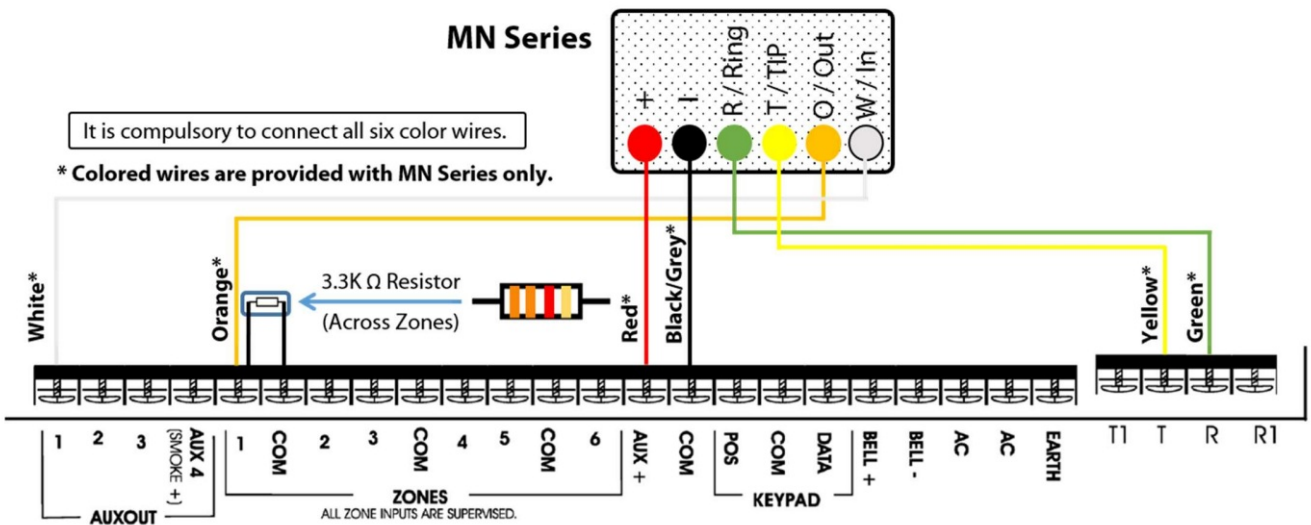 MN Series
+
−
R / Ring
T / TIP
O / Out
W / In
It is compulsory to connect all six color wires.
* Colored wires are provided with MN Series only.
White*
Orange*
3.3K Ω Resistor
(Across Zones)
Red*
Black/Grey*
Yellow*
Green*
1
2
3
AUX 4
(SMOKE +)
1
COM
2
3
COM
4
5
COM
6
AUX +
COM
POS
COM
DATA
BELL +
BELL -
AC
AC
EARTH
T1
T
R
R1
AUXOUT
ZONES
ALL ZONE INPUTS ARE SUPERVISED.
KEYPAD